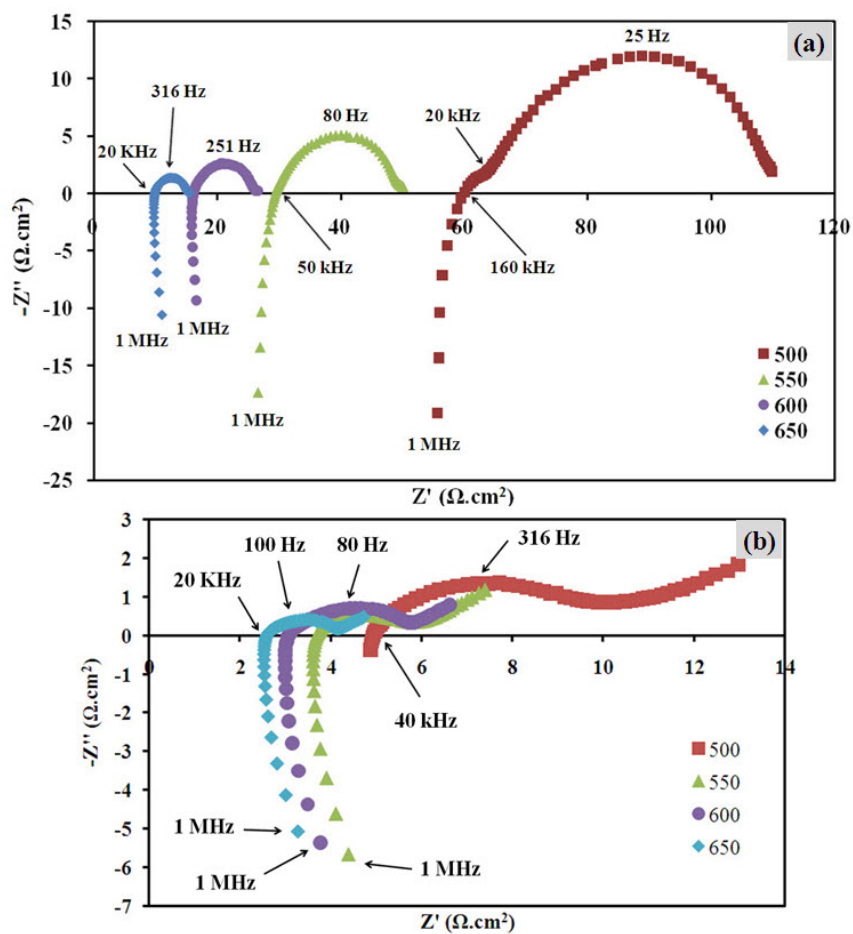 15
(a)
25 Hz
10
316 Hz
20 kHz
80 Hz
20 KHz
251 Hz
5
0
0 20 40 60 80 100 120
50 kHz
160 kHz
-5
-Z" (Ω.cm²)
-10
1 MHz
1 MHz
500
-15
550
1 MHz
600
-20
1 MHz
650
-25
Z' (Ω.cm²)
3
(b)
316 Hz
100 Hz
80 Hz
2
20 KHz
1
0
0 2 4 6 8 10 12 14
-1
40 kHz
-2
-Z" (Ω.cm²)
-3
500
550
-4
600
-5
1 MHz
650
-6
1 MHz
1 MHz
-7
Z' (Ω.cm²)